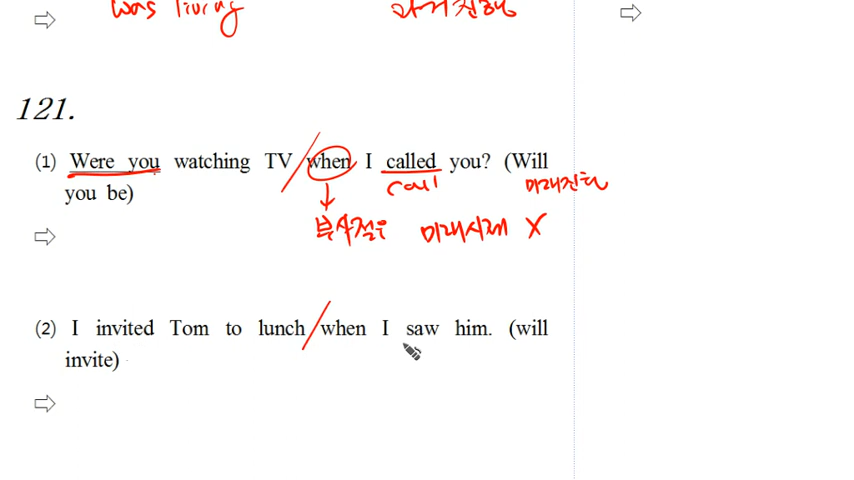 was living 과거진행
⇨ ⇨
121.
(1) Were you watching TV when I called you? (Will
call 미래진행
you be)
부사절은 미래시제 X
⇨
(2) I invited Tom to lunch when I saw him. (will
invite)
⇨